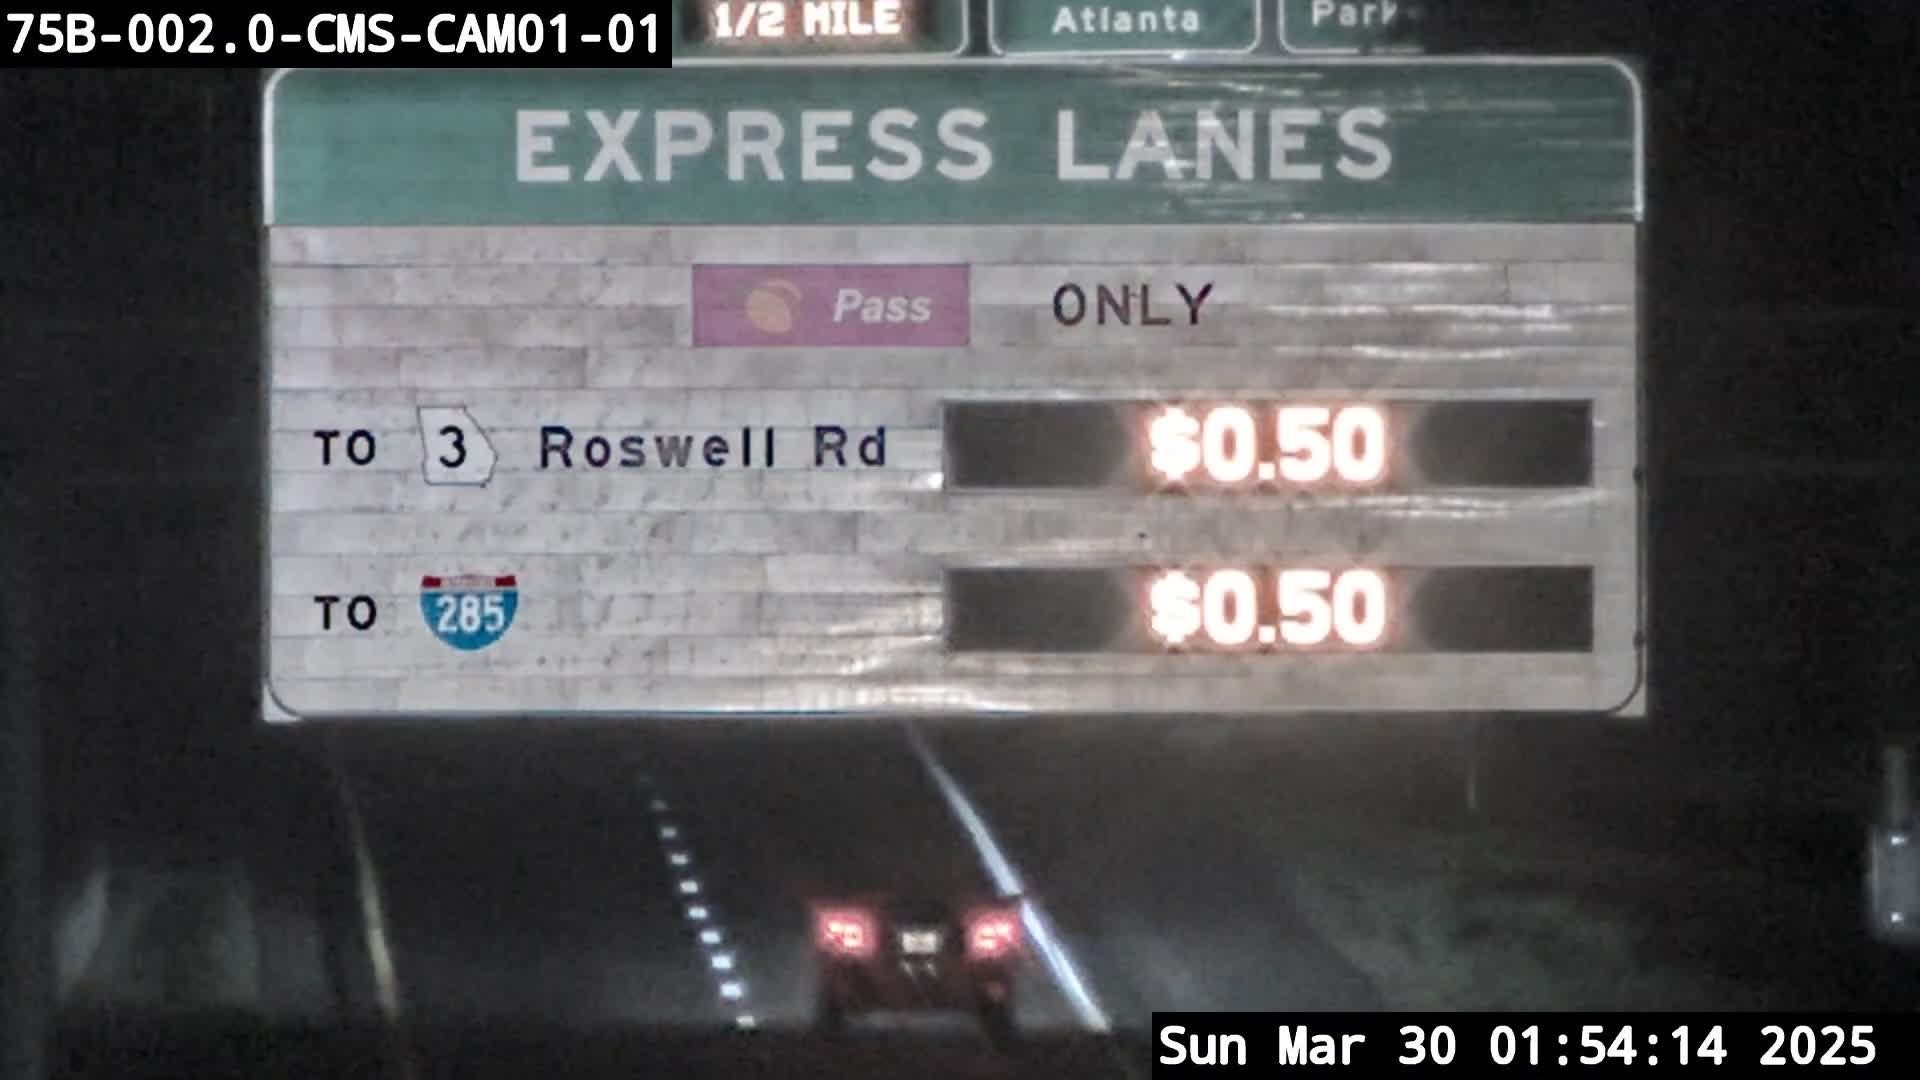 75B-002.0-CMS-CAM01-01
1/2 MILE
Atlanta
Park
EXPRESS LANES
Pass ONLY
TO 3 Roswell Rd $0.50
TO 285 $0.50
Sun Mar 30 01:54:14 2025